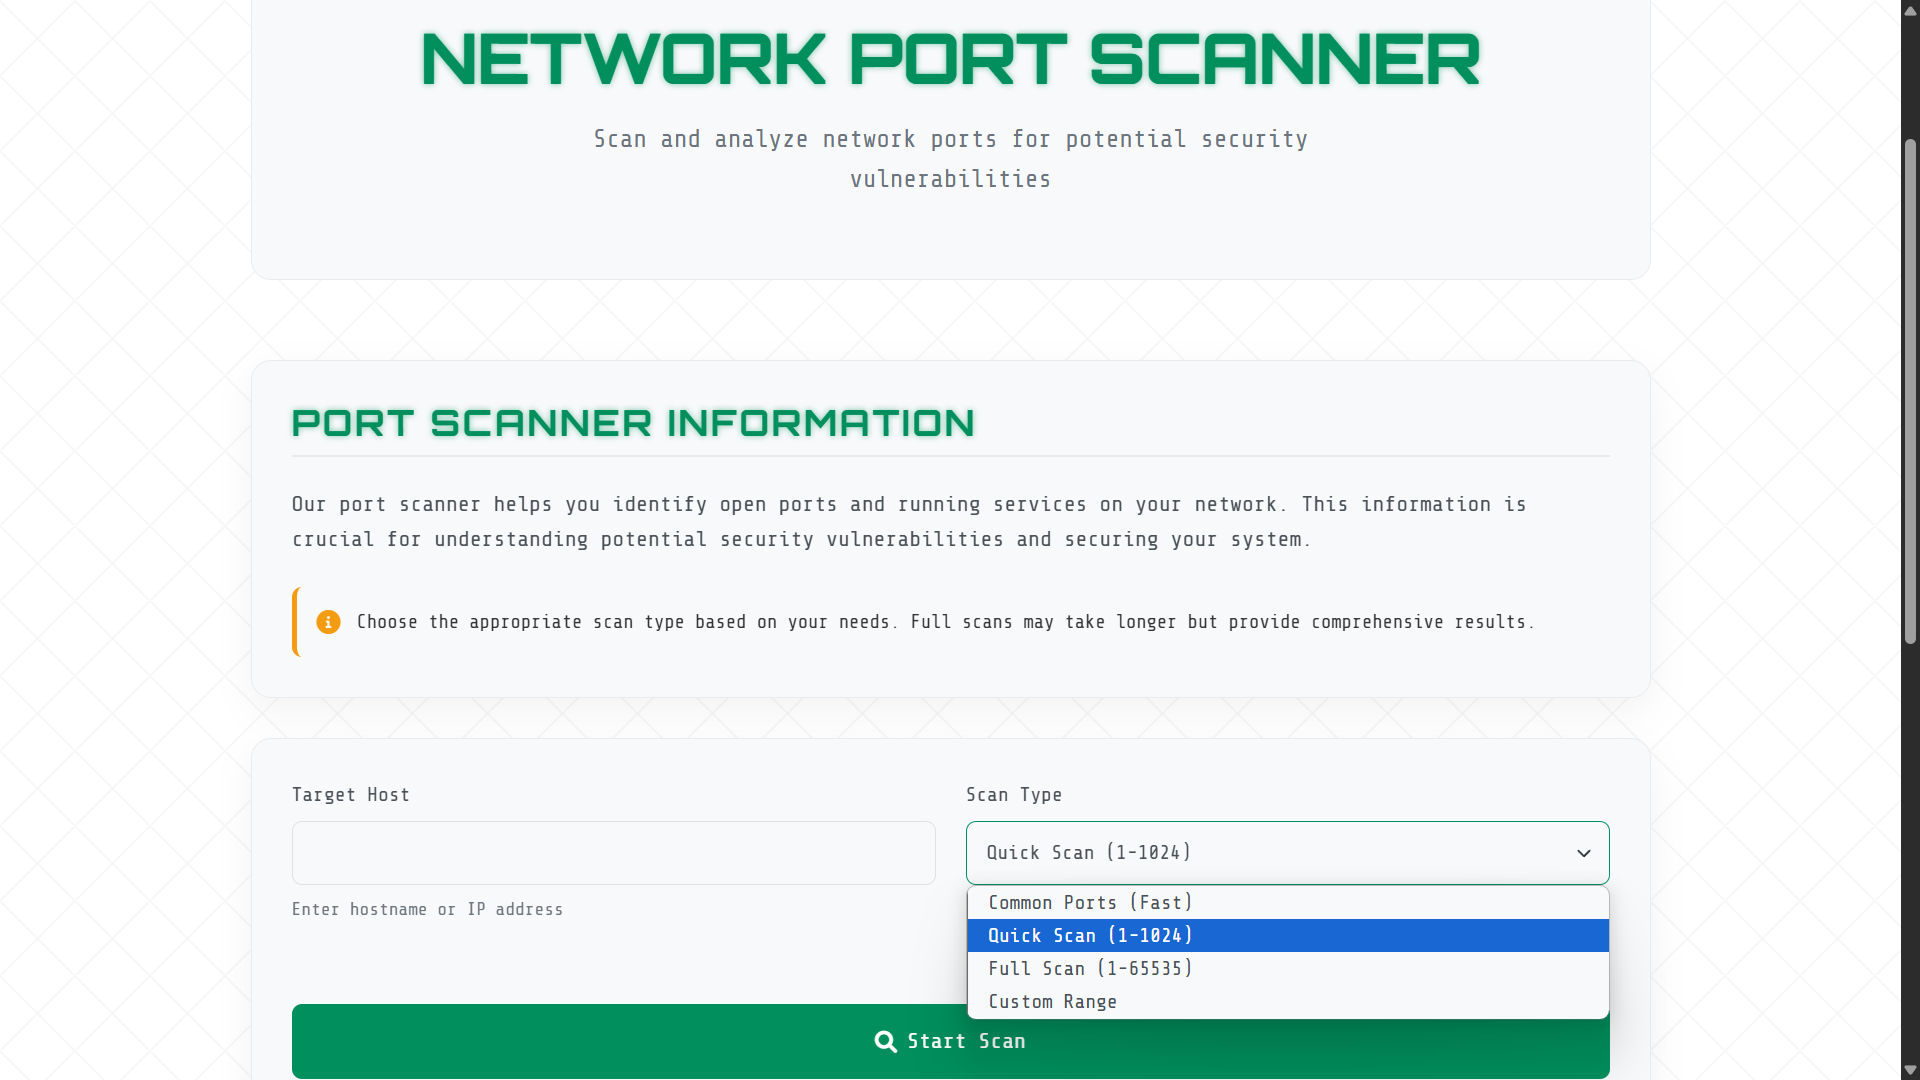 NETWORK PORT SCANNER
Scan and analyze network ports for potential security
vulnerabilities
PORT SCANNER INFORMATION
Our port scanner helps you identify open ports and running services on your network. This information is
crucial for understanding potential security vulnerabilities and securing your system.
Choose the appropriate scan type based on your needs. Full scans may take longer but provide comprehensive results.
Target Host
Enter hostname or IP address
Scan Type
Quick Scan (1-1024)
Common Ports (Fast)
Quick Scan (1-1024)
Full Scan (1-65535)
Custom Range
Start Scan